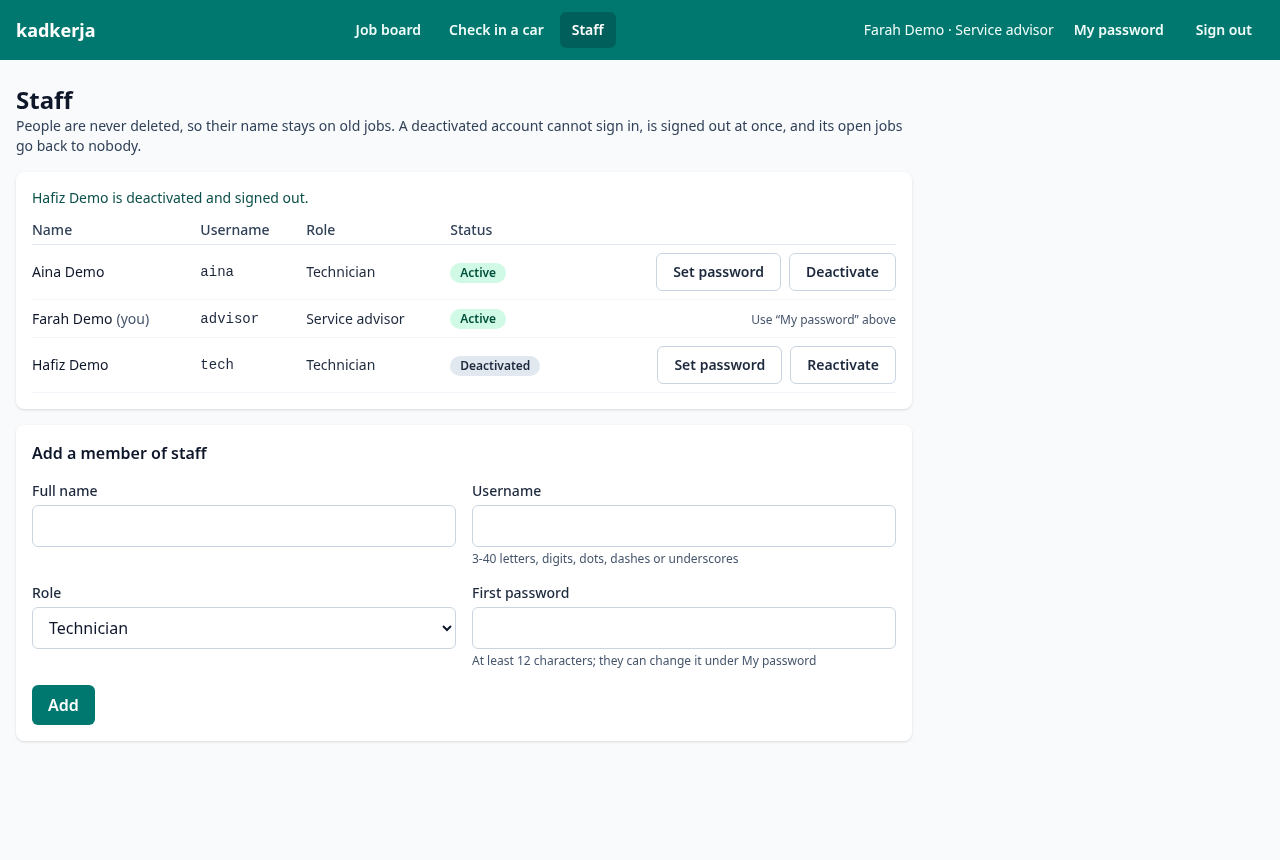 kadkerja Job board Check in a car Staff Farah Demo · Service advisor My password Sign out
Staff
People are never deleted, so their name stays on old jobs. A deactivated account cannot sign in, is signed out at once, and its open jobs
go back to nobody.
Hafiz Demo is deactivated and signed out.
Name Username Role Status
Aina Demo aina Technician Active Set password Deactivate
Farah Demo (you) advisor Service advisor Active Use “My password” above
Hafiz Demo tech Technician Deactivated Set password Reactivate
Add a member of staff
Full name Username
3-40 letters, digits, dots, dashes or underscores
Role First password
Technician
At least 12 characters; they can change it under My password
Add